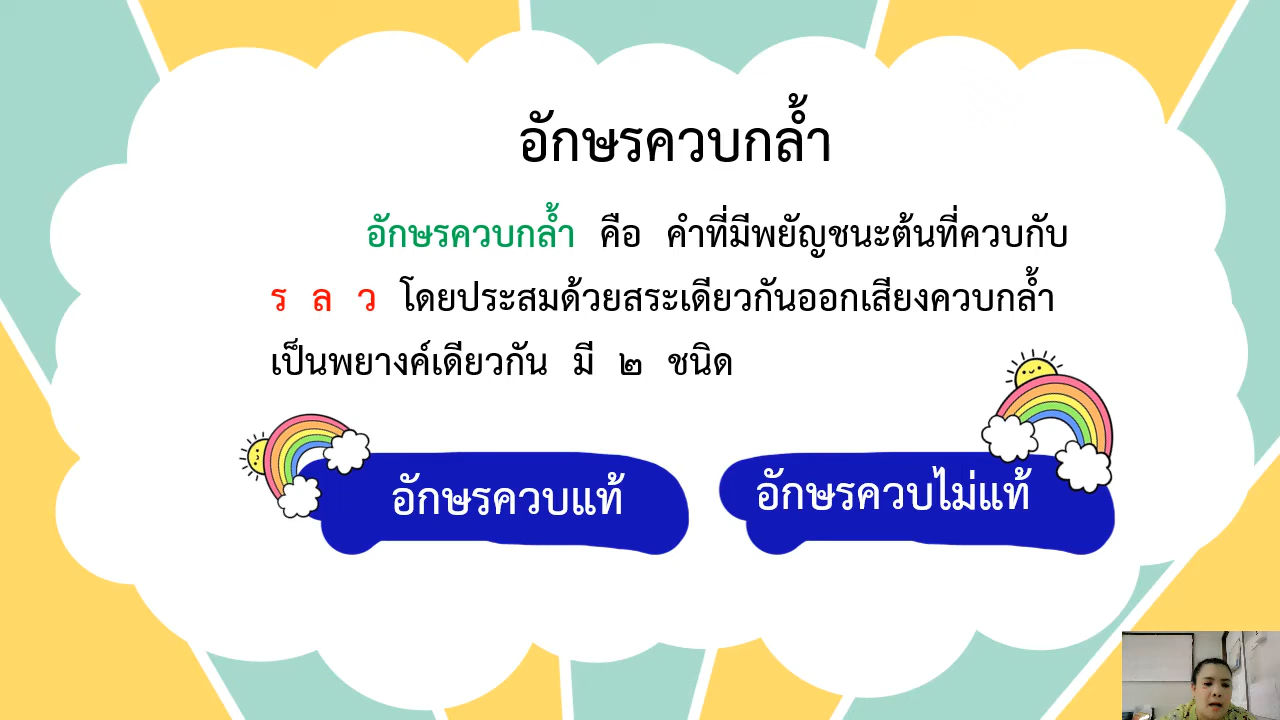 อักษรควบกล้ำ
อักษรควบกล้ำ คือ คำที่มีพยัญชนะต้นที่ควบกับ
ร ล ว โดยประสมด้วยสระเดียวกันออกเสียงควบกล้ำ
เป็นพยางค์เดียวกัน มี ๒ ชนิด
อักษรควบแท้
อักษรควบไม่แท้